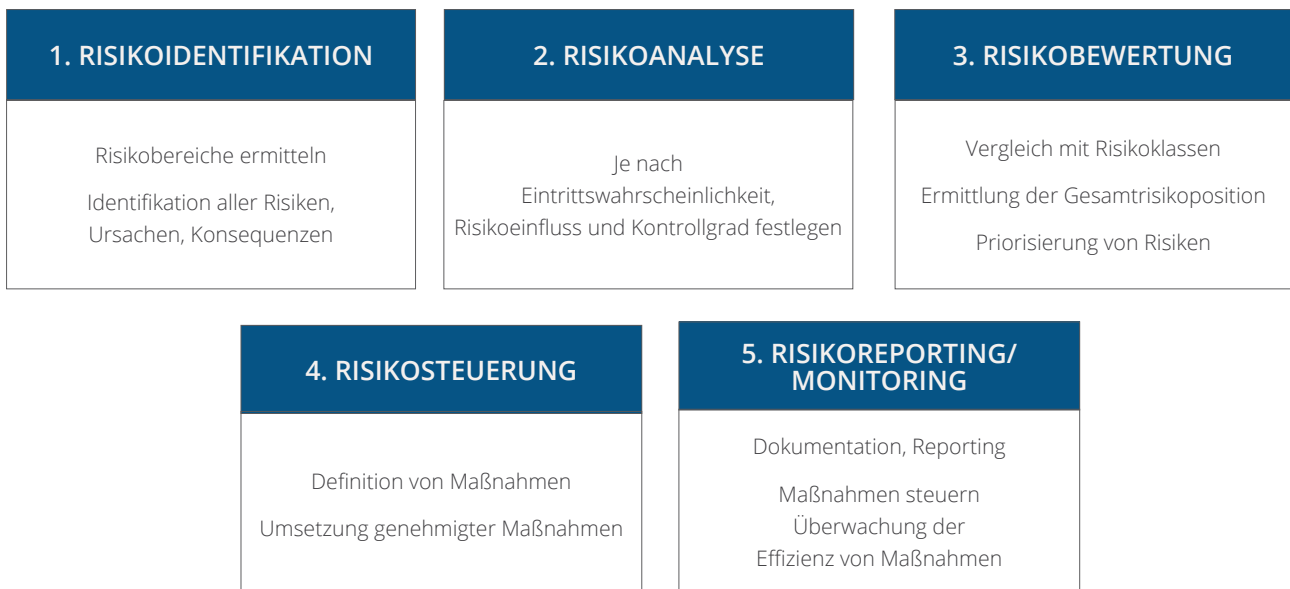 1. RISIKOIDENTIFIKATION
Risikobereiche ermitteln
Identifikation aller Risiken,
Ursachen, Konsequenzen
2. RISIKOANALYSE
Je nach
Eintrittswahrscheinlichkeit,
Risikoeinfluss und Kontrollgrad festlegen
3. RISIKOBEWERTUNG
Vergleich mit Risikoklassen
Ermittlung der Gesamtrisikoposition
Priorisierung von Risiken
4. RISIKOSTEUERUNG
Definition von Maßnahmen
Umsetzung genehmigter Maßnahmen
5. RISIKOREPORTING/
MONITORING
Dokumentation, Reporting
Maßnahmen steuern
Überwachung der
Effizienz von Maßnahmen